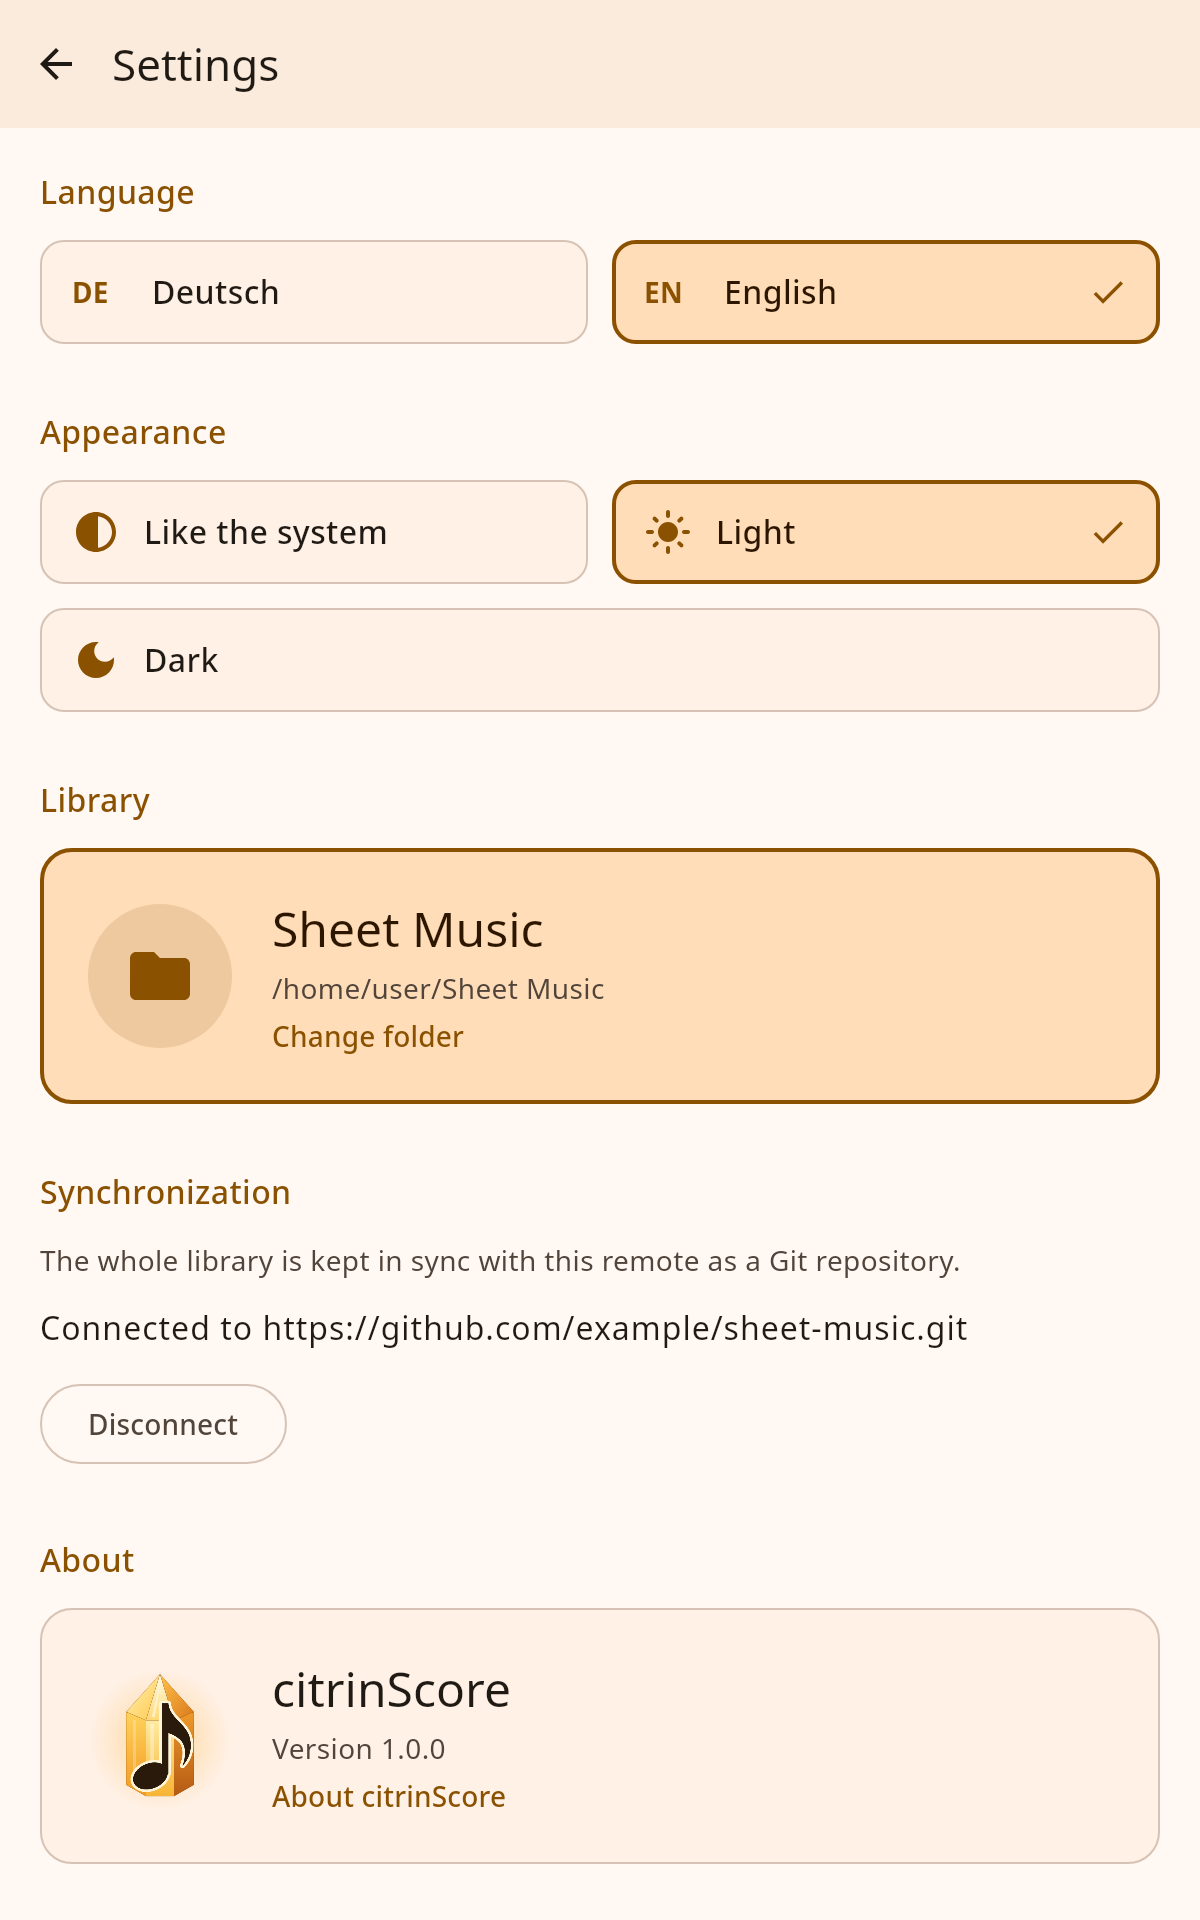 Settings
Language
DE Deutsch
EN English
Appearance
Like the system
Light
Dark
Library
Sheet Music
/home/user/Sheet Music
Change folder
Synchronization
The whole library is kept in sync with this remote as a Git repository.
Connected to https://github.com/example/sheet-music.git
Disconnect
About
citrinScore
Version 1.0.0
About citrinScore